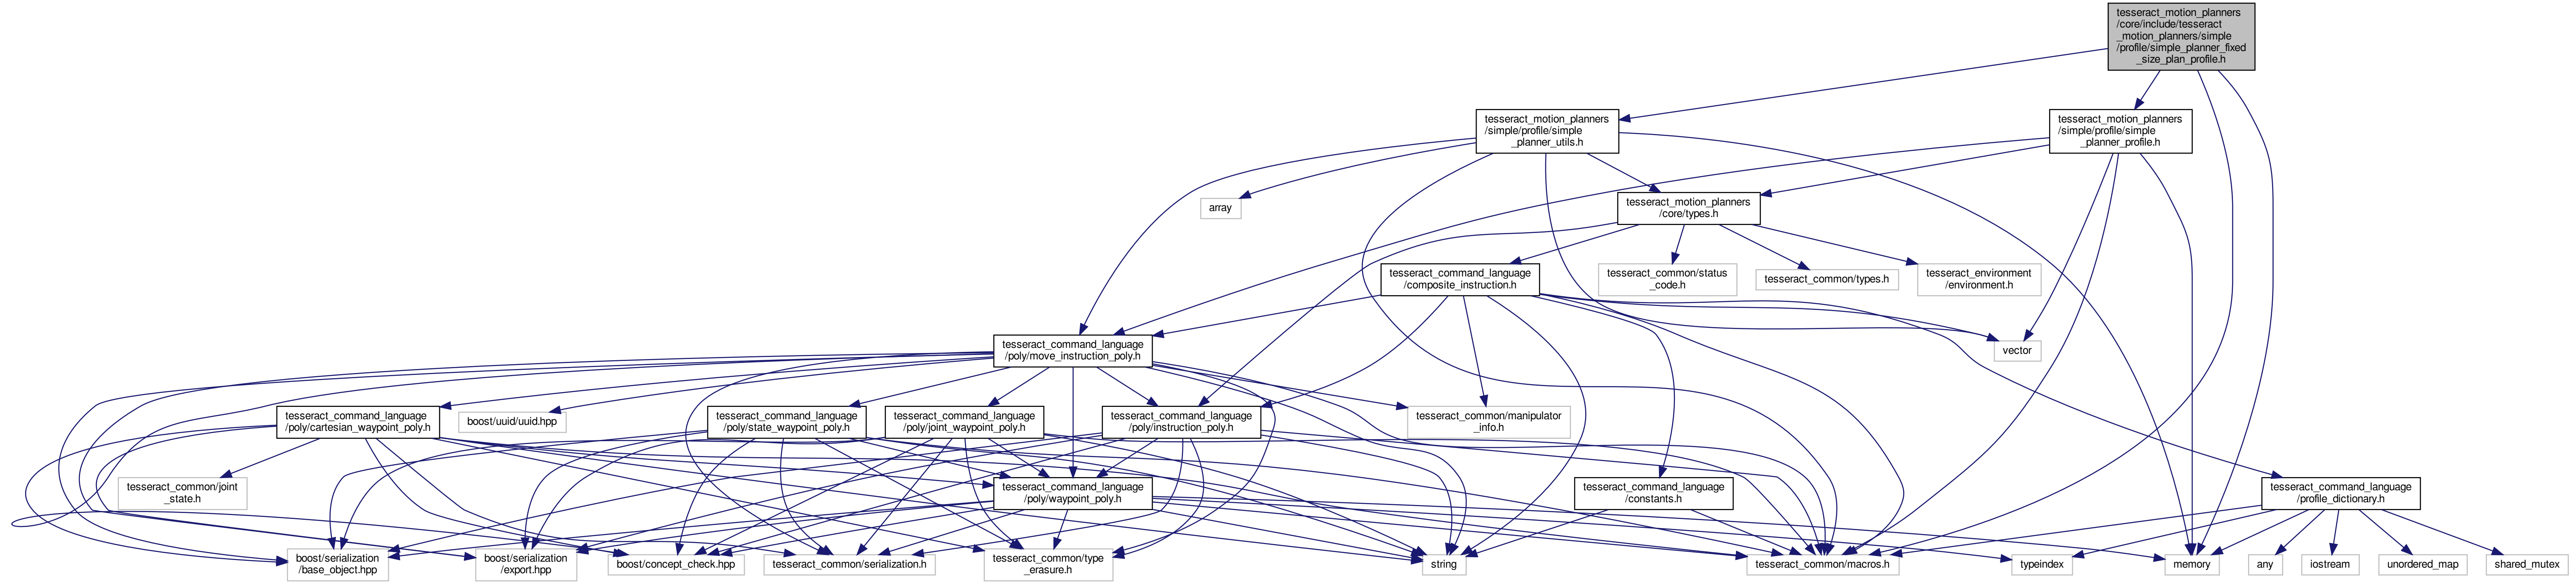 tesseract_motion_planners
/core/include/tesseract
_motion_planners/simple
/profile/simple_planner_fixed
_size_plan_profile.h
tesseract_motion_planners
/simple/profile/simple
_planner_utils.h
tesseract_motion_planners
/simple/profile/simple
_planner_profile.h
array
tesseract_motion_planners
/core/types.h
tesseract_command_language
/composite_instruction.h
tesseract_common/status
_code.h
tesseract_common/types.h
tesseract_environment
/environment.h
tesseract_command_language
/poly/move_instruction_poly.h
vector
tesseract_command_language
/poly/cartesian_waypoint_poly.h
boost/uuid/uuid.hpp
tesseract_command_language
/poly/state_waypoint_poly.h
tesseract_command_language
/poly/joint_waypoint_poly.h
tesseract_command_language
/poly/instruction_poly.h
tesseract_common/manipulator
_info.h
tesseract_common/joint
_state.h
tesseract_command_language
/poly/waypoint_poly.h
tesseract_command_language
/constants.h
tesseract_command_language
/profile_dictionary.h
boost/serialization
/base_object.hpp
boost/serialization
/export.hpp
boost/concept_check.hpp
tesseract_common/serialization.h
tesseract_common/type
_erasure.h
string
tesseract_common/macros.h
typeindex
memory
any
iostream
unordered_map
shared_mutex